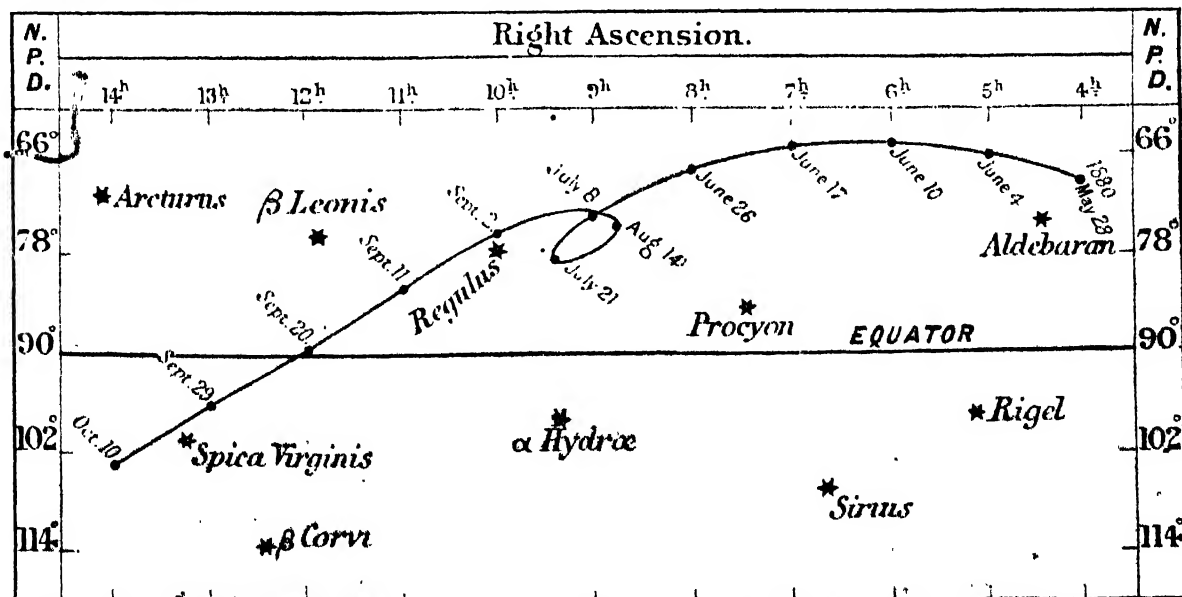 N. P. D. Right Ascension. N. P. D.
14h 13h 12h 11h 10h 9h 8h 7h 6h 5h 4h
66° 66°
1880
May 28
June 4
June 10
June 17
June 26
July 8
July 21
Aug 14
Sept. 2
Sept. 11
Sept. 20
Sept. 29
Oct. 10
Arcturus β Leonis
Aldebaran
78° 78°
Regulus
Procyon
EQUATOR
90° 90°
Rigel
α Hydræ
102° 102°
Spica Virginis
Sirius
β Corvi
114° 114°